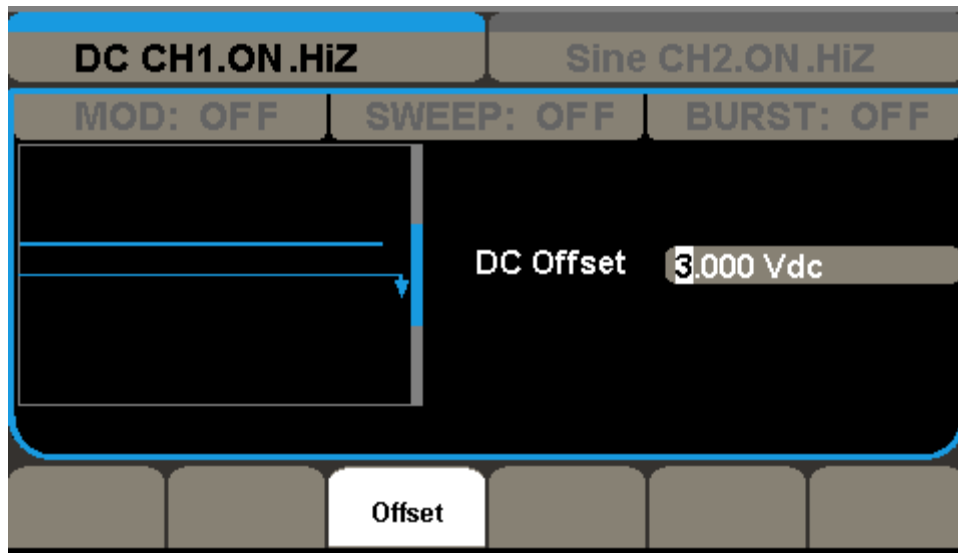 DC CH1.ON.HiZ
Sine CH2.ON.HiZ
MOD: OFF
SWEEP: OFF
BURST: OFF
DC Offset
3.000 Vdc
Offset